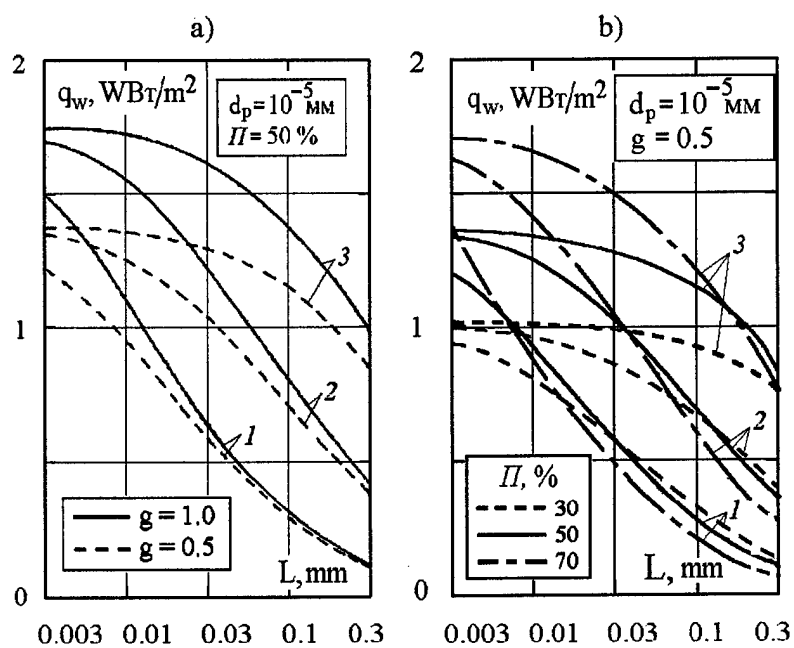 a)
2
q_w, WВт/m²
d_p = 10⁻⁵ мм
П = 50 %
3
1
2
1
g = 1.0
g = 0.5
L, mm
0
0.003 0.01 0.03 0.1 0.3
b)
2
q_w, WВт/m²
d_p = 10⁻⁵ мм
g = 0.5
3
1
2
1
П, %
30
50
70
L, mm
0
0.003 0.01 0.03 0.1 0.3